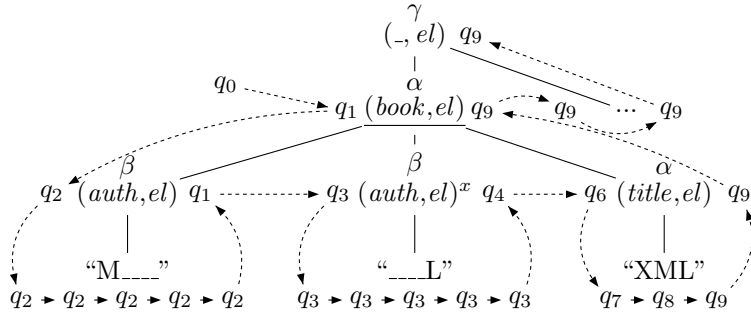 γ
(_, el) q₉
α
q₀
q₁ (book, el) q₉ q₉ ... q₉
β β α
q₂ (auth, el) q₁ q₃ (auth, el)ˣ q₄ q₆ (title, el) q₉
“M____” “____L” “XML”
q₂ q₂ q₂ q₂ q₂ q₃ q₃ q₃ q₃ q₃ q₇ q₈ q₉